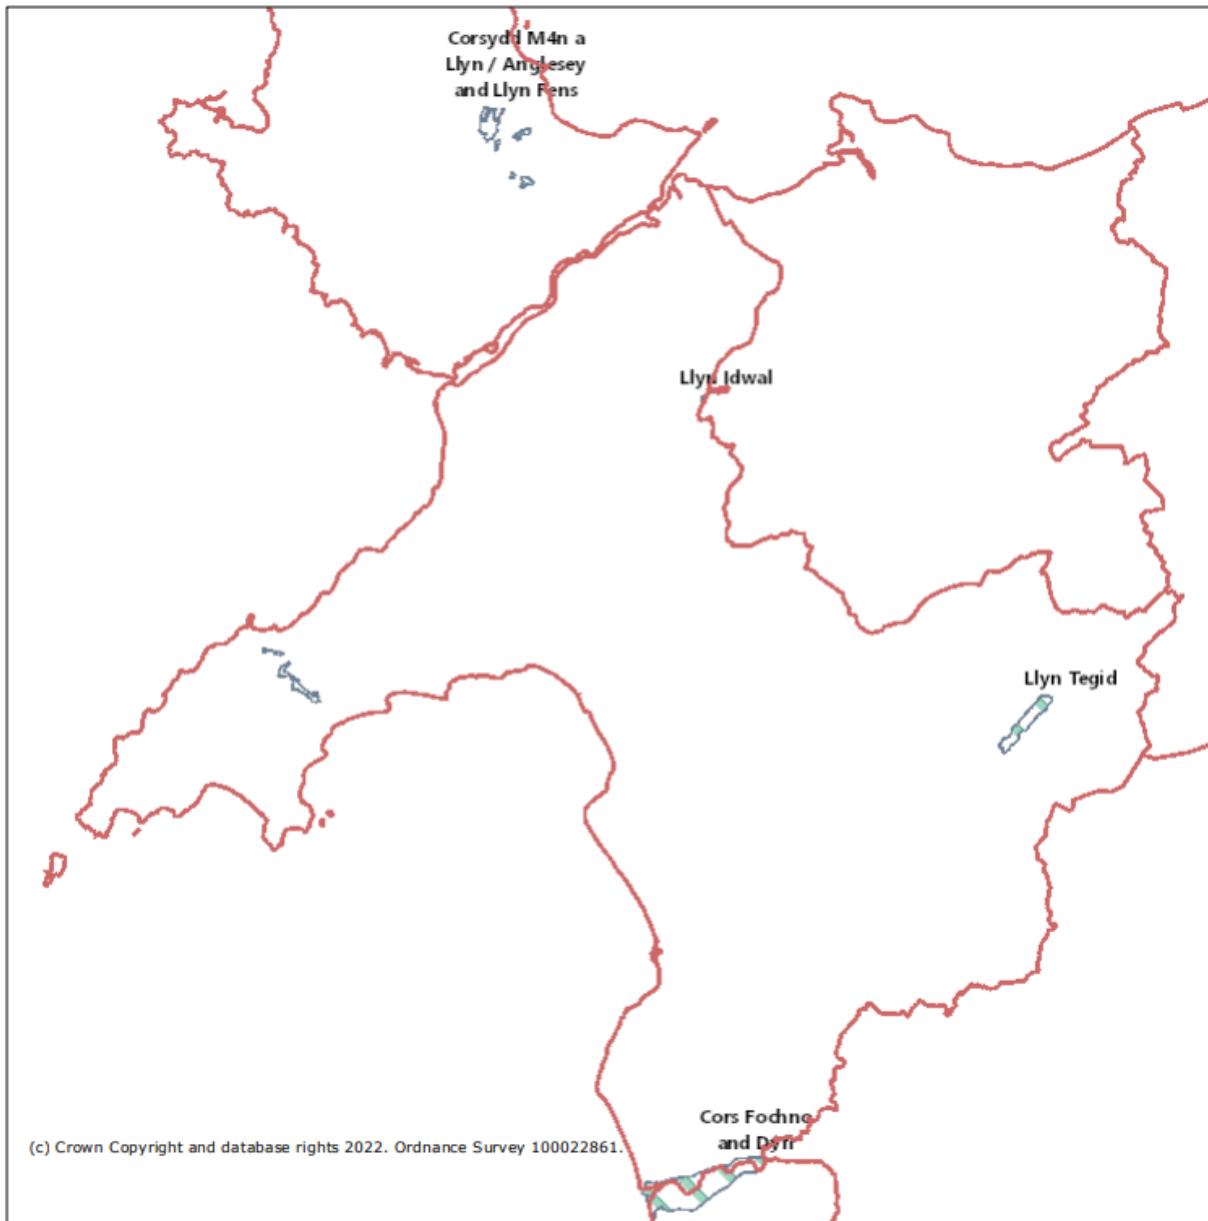 Corsydd M4n a
Llyn / Anglesey
and Llyn Fens
Llyn Idwal
Llyn Tegid
Cors Fochno
and Dyfi
(c) Crown Copyright and database rights 2022. Ordnance Survey 100022861.